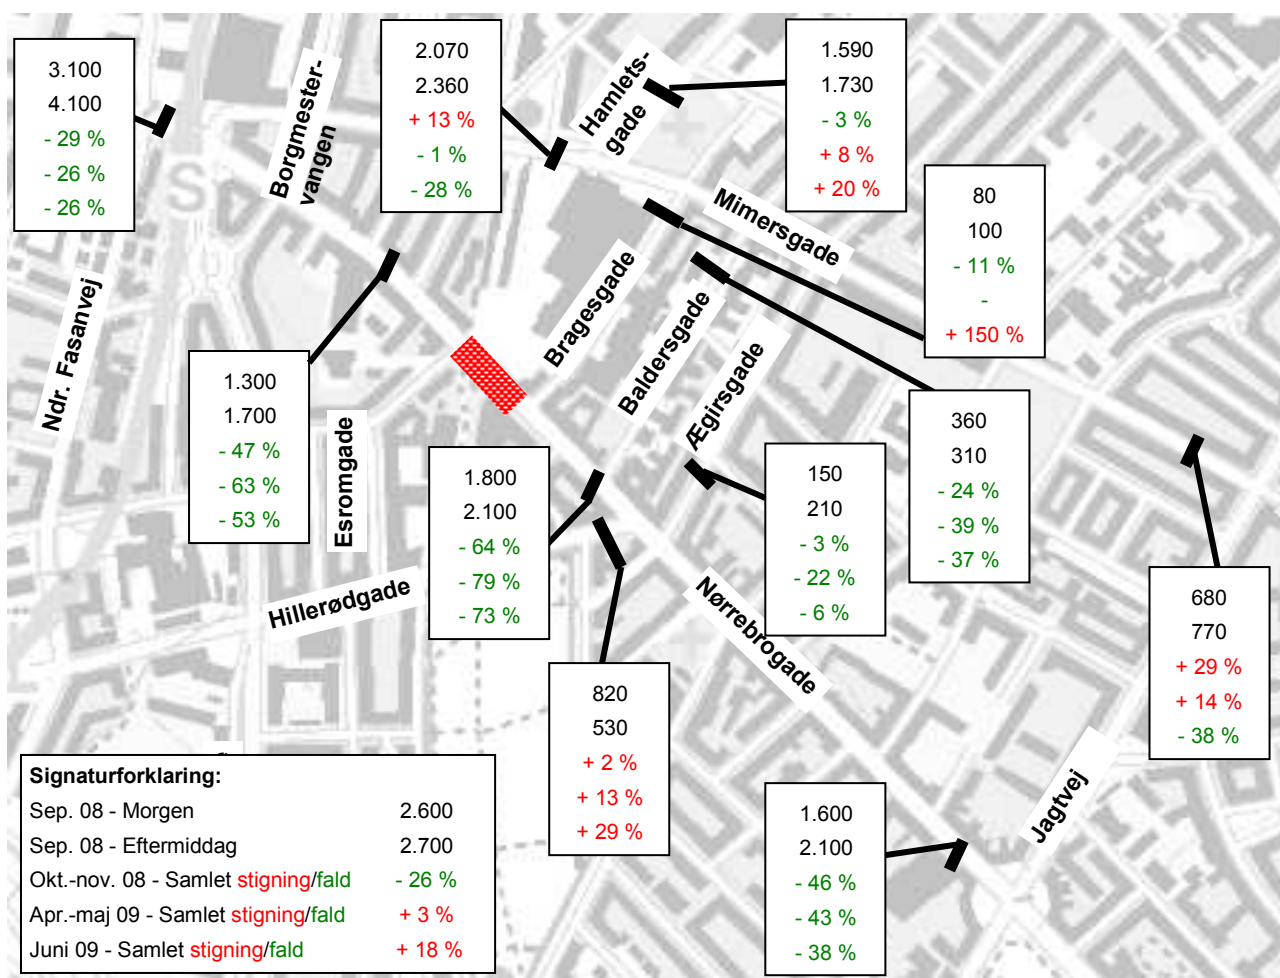 3.100
4.100
- 29 %
- 26 %
- 26 %
Borgmester-
vangen
2.070
2.360
+ 13 %
- 1 %
- 28 %
Hamlets-
gade
1.590
1.730
- 3 %
+ 8 %
+ 20 %
80
100
- 11 %
-
+ 150 %
Mimersgade
S
Ndr. Fasanvej
Bragesgade
Baldersgade
Ægirsgade
1.300
1.700
- 47 %
- 63 %
- 53 %
Esromgade
Hillerødgade
1.800
2.100
- 64 %
- 79 %
- 73 %
150
210
- 3 %
- 22 %
- 6 %
360
310
- 24 %
- 39 %
- 37 %
680
770
+ 29 %
+ 14 %
- 38 %
Nørrebrogade
820
530
+ 2 %
+ 13 %
+ 29 %
1.600
2.100
- 46 %
- 43 %
- 38 %
Jagtvej
Signaturforklaring:
Sep. 08 - Morgen 2.600
Sep. 08 - Eftermiddag 2.700
Okt.-nov. 08 - Samlet stigning/fald - 26 %
Apr.-maj 09 - Samlet stigning/fald + 3 %
Juni 09 - Samlet stigning/fald + 18 %